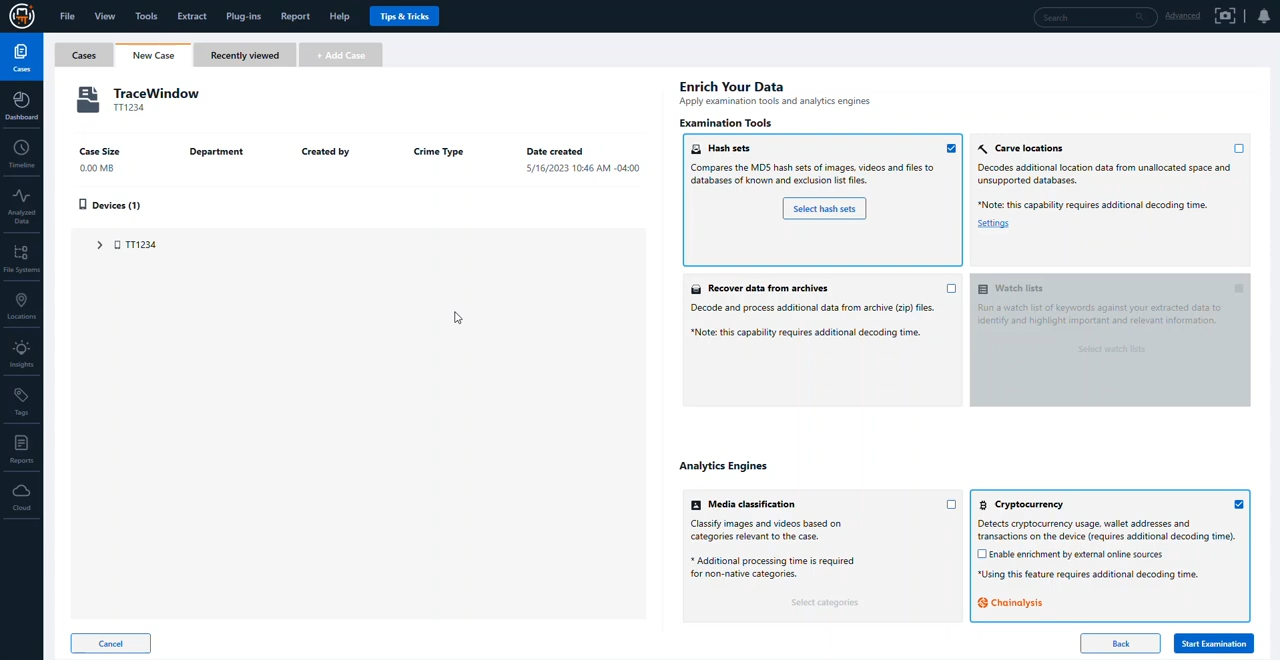 File View Tools Extract Plug-ins Report Help Tips & Tricks Search Advanced
Cases
Dashboard
Timeline
Analyzed
Data
File Systems
Locations
Insights
Tags
Reports
Cloud
Cases New Case Recently viewed + Add Case
TraceWindow
TT1234
Case Size Department Created by Crime Type Date created
0.00 MB 5/16/2023 10:46 AM -04:00
Devices (1)
TT1234
Cancel
Enrich Your Data
Apply examination tools and analytics engines
Examination Tools
Hash sets
Compares the MD5 hash sets of images, videos and files to
databases of known and exclusion list files.
Select hash sets
Carve locations
Decodes additional location data from unallocated space and
unsupported databases.
*Note: this capability requires additional decoding time.
Settings
Recover data from archives
Decode and process additional data from archive (zip) files.
*Note: this capability requires additional decoding time.
Watch lists
Run a watch list of keywords against your extracted data to
identify and highlight important and relevant information.
Select watch lists
Analytics Engines
Media classification
Classify images and videos based on
categories relevant to the case.
* Additional processing time is required
for non-native categories.
Select categories
Cryptocurrency
Detects cryptocurrency usage, wallet addresses and
transactions on the device (requires additional decoding time).
Enable enrichment by external online sources
*Using this feature requires additional decoding time.
Chainalysis
Back Start Examination